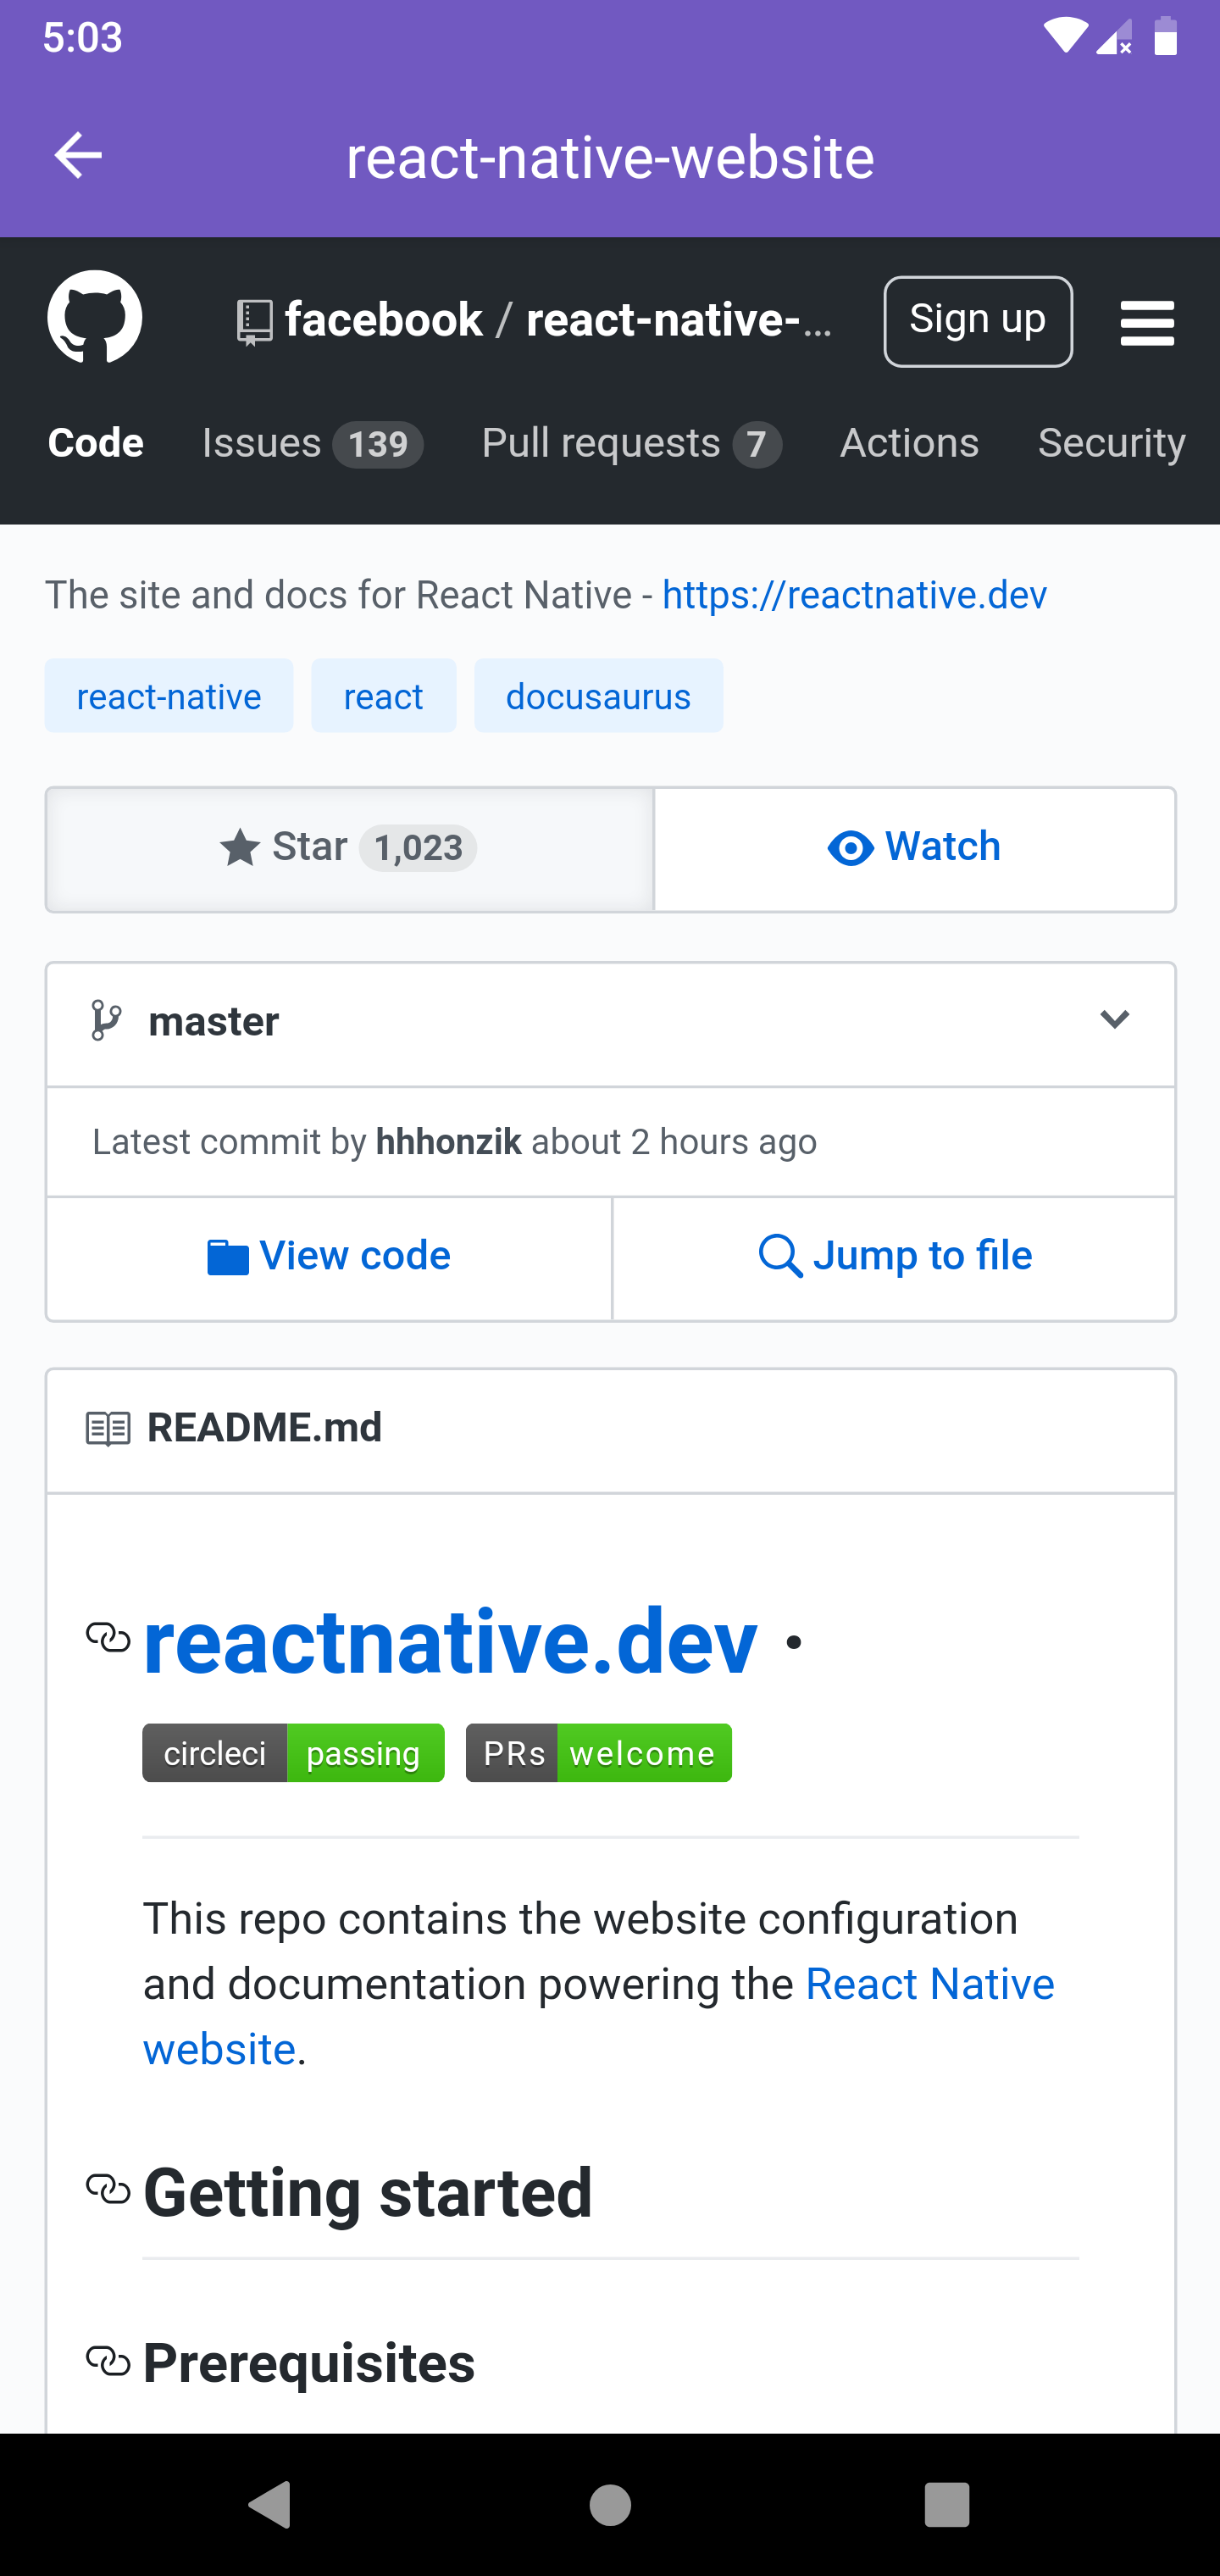 5:03
react-native-website
facebook / react-native-... Sign up
Code Issues 139 Pull requests 7 Actions Security
The site and docs for React Native - https://reactnative.dev
react-native react docusaurus
Star 1,023 Watch
master
Latest commit by hhhonzik about 2 hours ago
View code Jump to file
README.md
reactnative.dev ·
circleci passing PRs welcome
This repo contains the website configuration
and documentation powering the React Native
website.
Getting started
Prerequisites